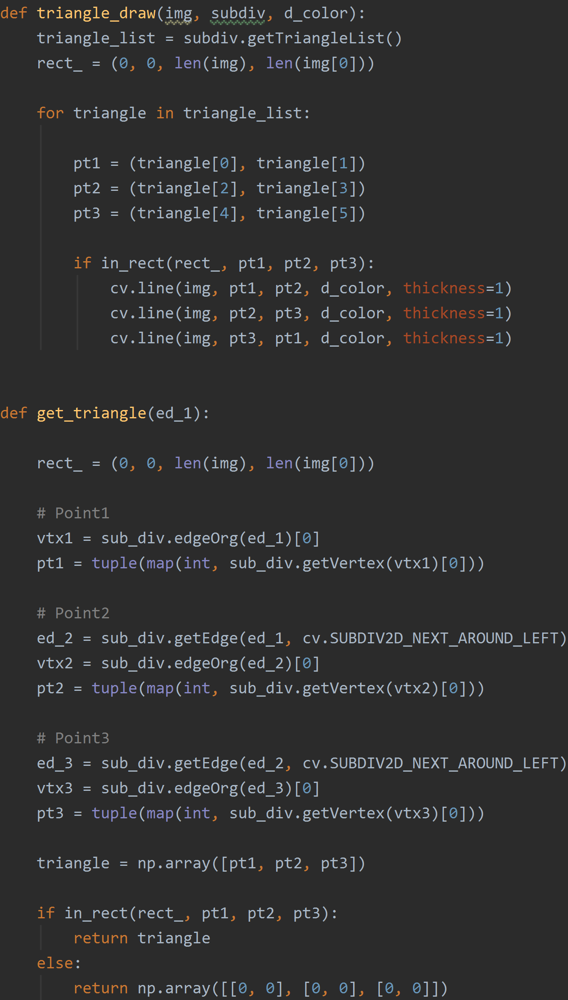 def triangle_draw(img, subdiv, d_color):
    triangle_list = subdiv.getTriangleList()
    rect_ = (0, 0, len(img), len(img[0]))
    for triangle in triangle_list:
        pt1 = (triangle[0], triangle[1])
        pt2 = (triangle[2], triangle[3])
        pt3 = (triangle[4], triangle[5])
        if in_rect(rect_, pt1, pt2, pt3):
            cv.line(img, pt1, pt2, d_color, thickness=1)
            cv.line(img, pt2, pt3, d_color, thickness=1)
            cv.line(img, pt3, pt1, d_color, thickness=1)
def get_triangle(ed_1):
    rect_ = (0, 0, len(img), len(img[0]))
    # Point1
    vtx1 = sub_div.edgeOrg(ed_1)[0]
    pt1 = tuple(map(int, sub_div.getVertex(vtx1)[0]))
    # Point2
    ed_2 = sub_div.getEdge(ed_1, cv.SUBDIV2D_NEXT_AROUND_LEFT)
    vtx2 = sub_div.edgeOrg(ed_2)[0]
    pt2 = tuple(map(int, sub_div.getVertex(vtx2)[0]))
    # Point3
    ed_3 = sub_div.getEdge(ed_2, cv.SUBDIV2D_NEXT_AROUND_LEFT)
    vtx3 = sub_div.edgeOrg(ed_3)[0]
    pt3 = tuple(map(int, sub_div.getVertex(vtx3)[0]))
    triangle = np.array([pt1, pt2, pt3])
    if in_rect(rect_, pt1, pt2, pt3):
        return triangle
    else:
        return np.array([[0, 0], [0, 0], [0, 0]])